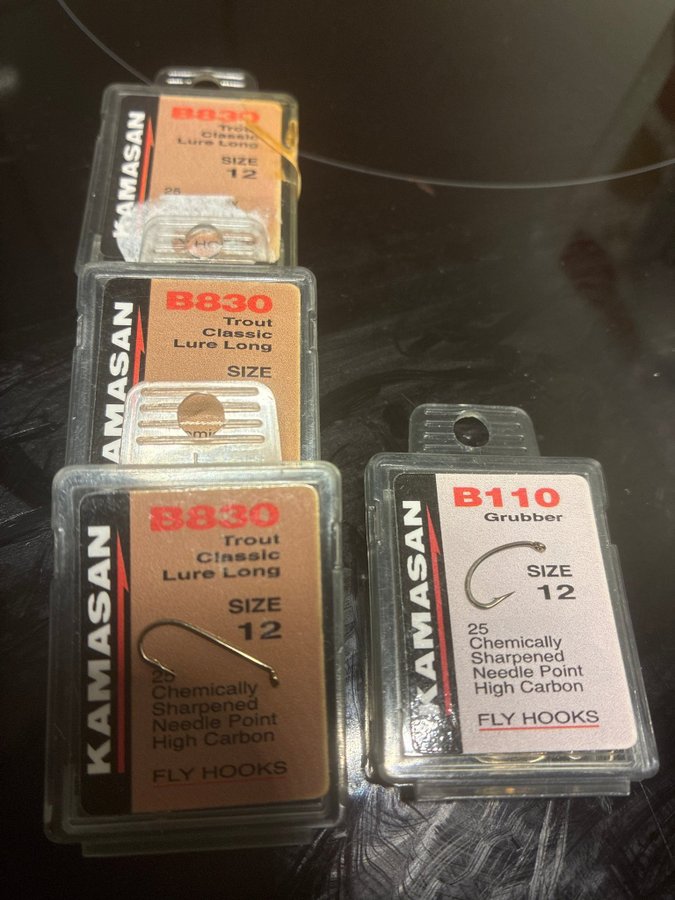 KAMASAN
B830
Trout
Classic
Lure Long
SIZE
12
25
KAMASAN
B830
Trout
Classic
Lure Long
SIZE
KAMASAN
B830
Trout
Classic
Lure Long
SIZE
12
25
Chemically
Sharpened
Needle Point
High Carbon
FLY HOOKS
KAMASAN
B110
Grubber
SIZE
12
25
Chemically
Sharpened
Needle Point
High Carbon
FLY HOOKS